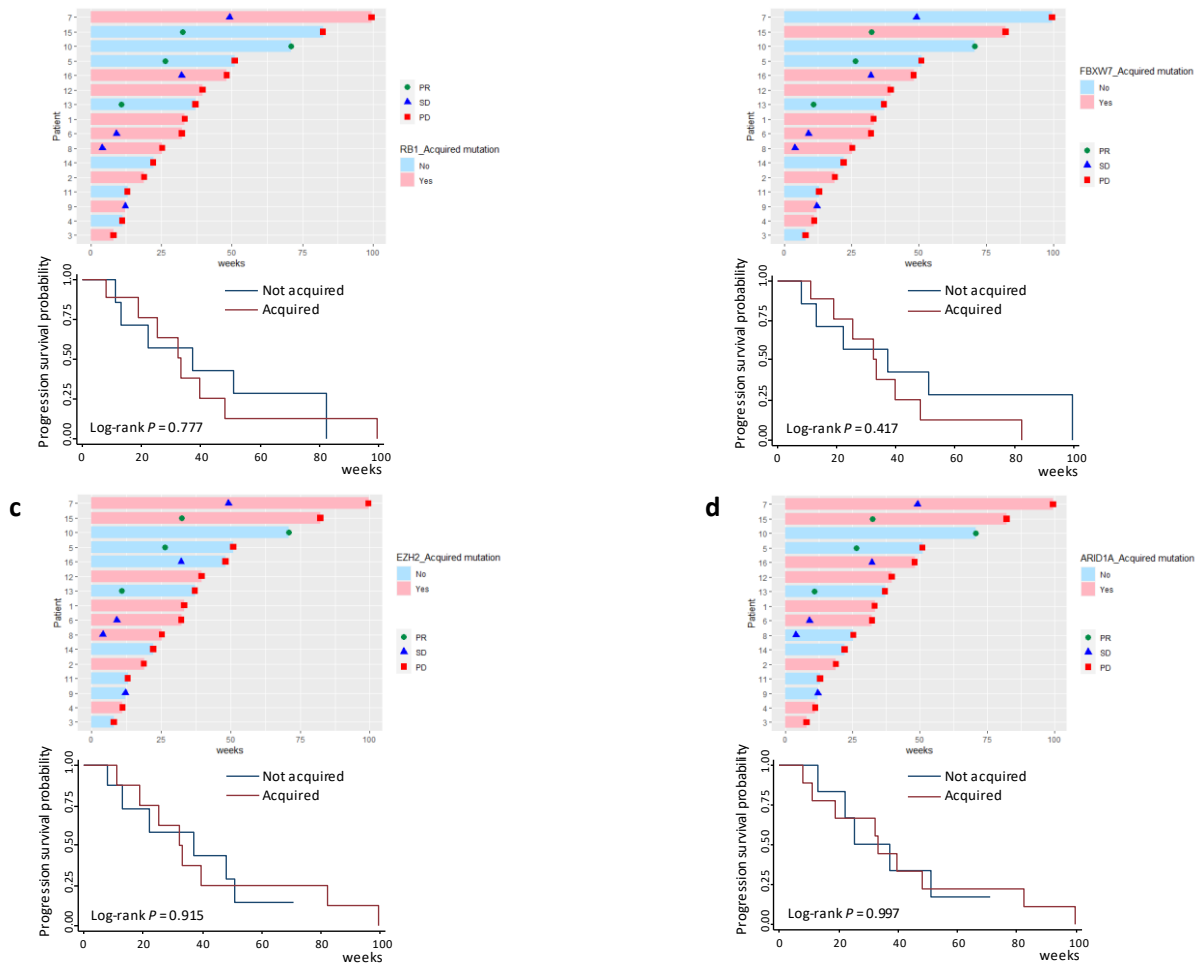 7
15
10
5
16
12
13
1
6
8
14
2
11
9
4
3
Patient
0 25 50 75 100
weeks
PR
SD
PD
RB1_Acquired mutation
No
Yes
1.00
0.75
0.50
0.25
0.00
Progression survival probability
Not acquired
Acquired
Log-rank P = 0.777
0 20 40 60 80 100
weeks
7
15
10
5
16
12
13
1
6
8
14
2
11
9
4
3
Patient
0 25 50 75 100
weeks
FBXW7_Acquired mutation
No
Yes
PR
SD
PD
1.00
0.75
0.50
0.25
0.00
Progression survival probability
Not acquired
Acquired
Log-rank P = 0.417
0 20 40 60 80 100
weeks
c
7
15
10
5
16
12
13
1
6
8
14
2
11
9
4
3
Patient
0 25 50 75 100
weeks
EZH2_Acquired mutation
No
Yes
PR
SD
PD
1.00
0.75
0.50
0.25
0.00
Progression survival probability
Not acquired
Acquired
Log-rank P = 0.915
0 20 40 60 80 100
weeks
d
7
15
10
5
16
12
13
1
6
8
14
2
11
9
4
3
Patient
0 25 50 75 100
weeks
ARID1A_Acquired mutation
No
Yes
PR
SD
PD
1.00
0.75
0.50
0.25
0.00
Progression survival probability
Not acquired
Acquired
Log-rank P = 0.997
0 20 40 60 80 100
weeks